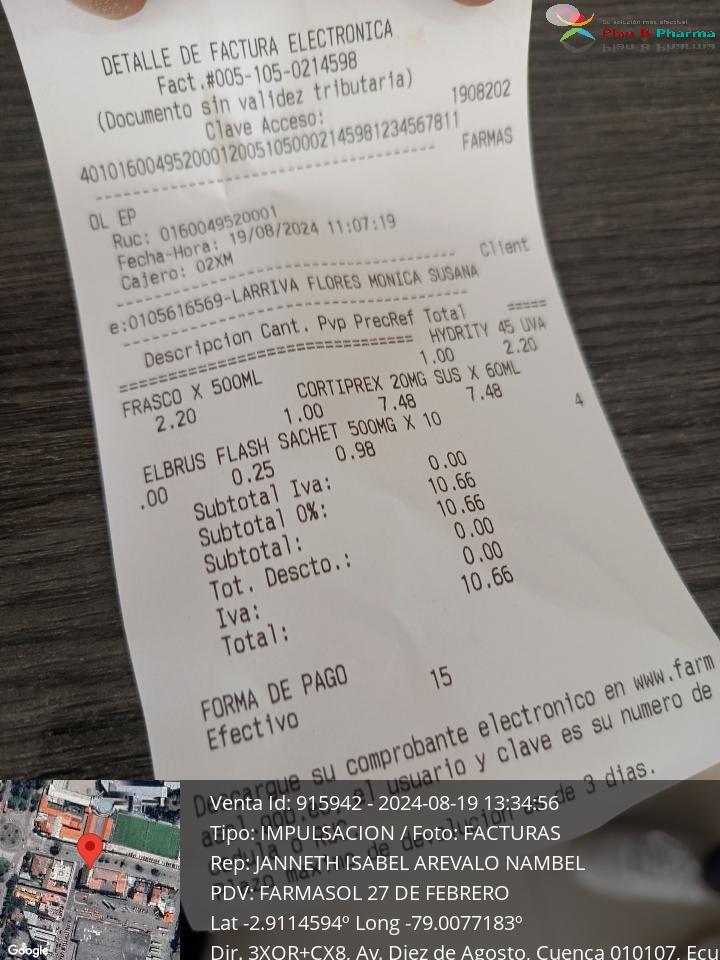 Su solución más efectiva!
Plau & Pharma
DETALLE DE FACTURA ELECTRONICA
Fact.#005-105-0214598
(Documento sin validez tributaria)
Clave Acceso: 1908202
401016004952000120051050002145981234567811
FARMAS
OL EP
Ruc: 0160049520001
Fecha-Hora: 19/08/2024 11:07:19
Cajero: 02XM
Client
e:0105616569-LARRIVA FLORES MONICA SUSANA
Descripcion Cant. Pvp PrecRef Total
HYDRITY 45 UVA
FRASCO X 500ML 1.00 2.20
2.20 CORTIPREX 20MG SUS X 60ML
1.00 7.48 7.48
ELBRUS FLASH SACHET 500MG X 10 4
.00 0.25 0.98
Subtotal Iva: 0.00
Subtotal 0%: 10.66
Subtotal: 10.66
Tot. Descto.: 0.00
Iva: 0.00
Total: 10.66
FORMA DE PAGO
Efectivo 15
Descargue su comprobante electronico en www.farm
usuario y clave es su numero de
de devolucion de 3 dias.
Venta Id: 915942 - 2024-08-19 13:34:56
Tipo: IMPULSACION / Foto: FACTURAS
Rep: JANNETH ISABEL AREVALO NAMBEL
PDV: FARMASOL 27 DE FEBRERO
Lat -2.9114594º Long -79.0077183º
Dir. 3XQR+CX8, Av. Diez de Agosto, Cuenca 010107, Ecu
Google